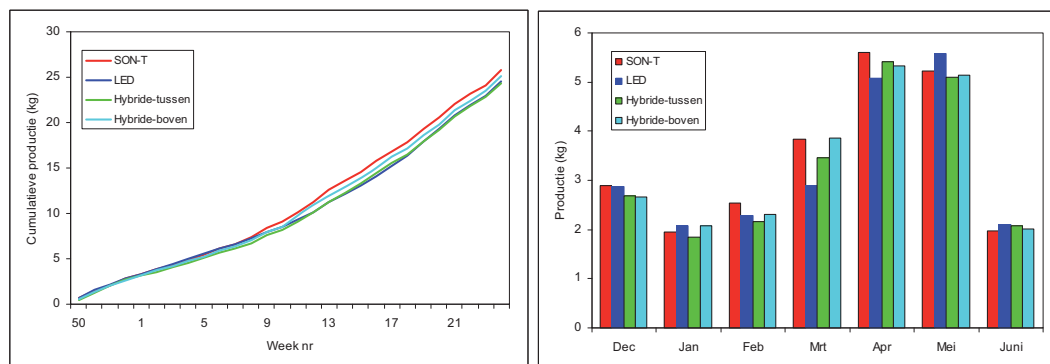 Cumulatieve productie (kg)
30
25
20
15
10
5
0
SON-T
LED
Hybride-tussen
Hybride-boven
50 1 5 9 13 17 21
Week nr
Productie (kg)
6
5
4
3
2
1
0
SON-T
LED
Hybride-tussen
Hybride-boven
Dec Jan Feb Mrt Apr Mei Juni